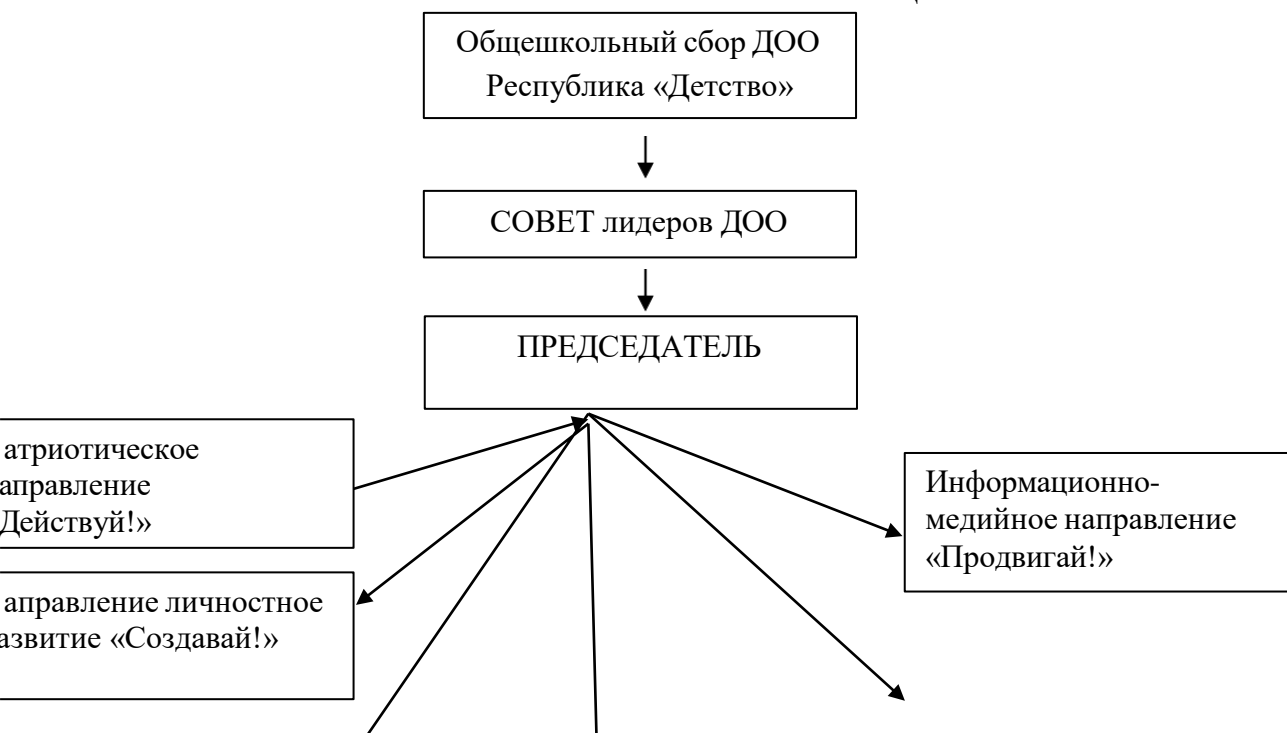 Общешкольный сбор ДОО
Республика «Детство»
СОВЕТ лидеров ДОО
ПРЕДСЕДАТЕЛЬ
атриотическое
аправление
Действуй!»
Информационно-
медийное направление
«Продвигай!»
аправление личностное
азвитие «Создавай!»